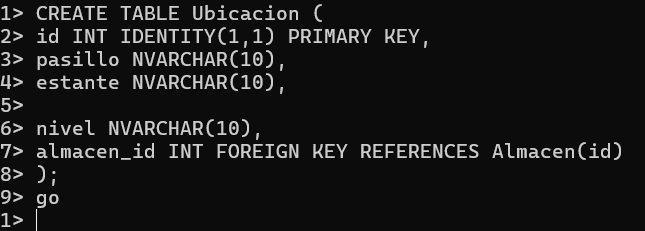 1> CREATE TABLE Ubicacion (
2> id INT IDENTITY(1,1) PRIMARY KEY,
3> pasillo NVARCHAR(10),
4> estante NVARCHAR(10),
5>
6> nivel NVARCHAR(10),
7> almacen_id INT FOREIGN KEY REFERENCES Almacen(id)
8> );
9> go
1>